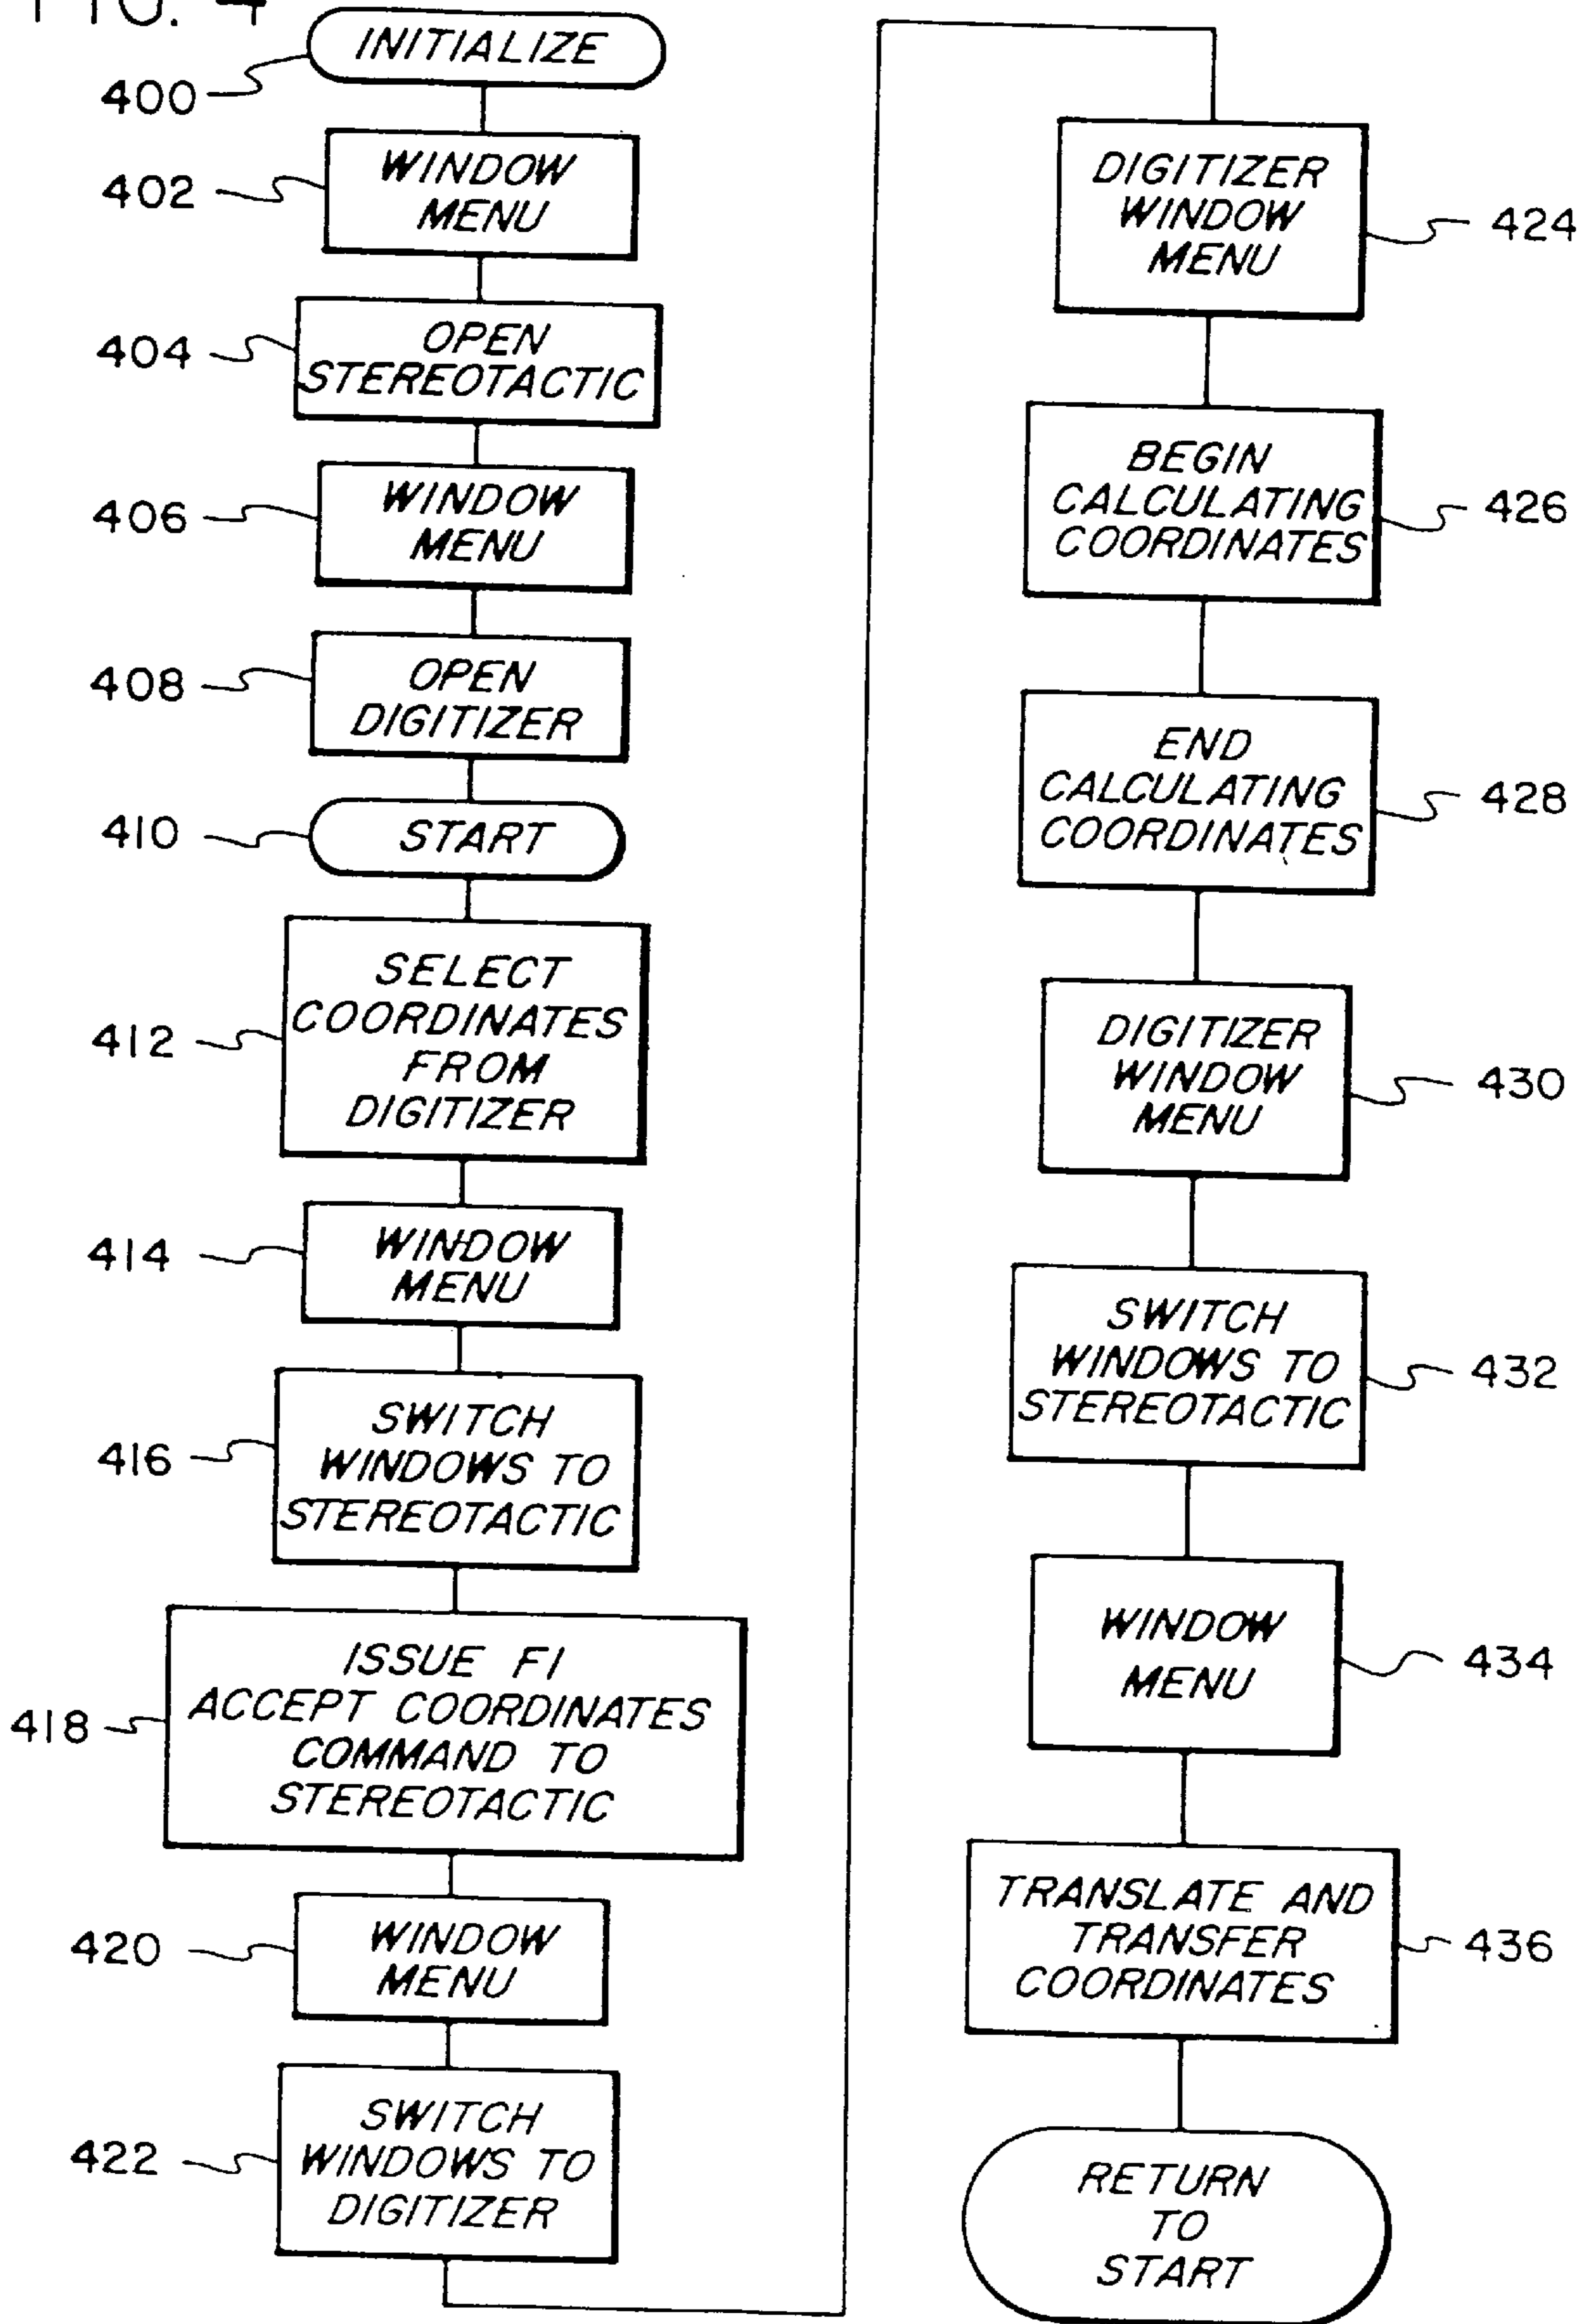 FIG. 4
INITIALIZE
400
WINDOW
MENU
402
OPEN
STEREOTACTIC
404
WINDOW
MENU
406
OPEN
DIGITIZER
408
START
410
SELECT
COORDINATES
FROM
DIGITIZER
412
WINDOW
MENU
414
SWITCH
WINDOWS TO
STEREOTACTIC
416
ISSUE F1
ACCEPT COORDINATES
COMMAND TO
STEREOTACTIC
418
WINDOW
MENU
420
SWITCH
WINDOWS TO
DIGITIZER
422
DIGITIZER
WINDOW
MENU
424
BEGIN
CALCULATING
COORDINATES
426
END
CALCULATING
COORDINATES
428
DIGITIZER
WINDOW
MENU
430
SWITCH
WINDOWS TO
STEREOTACTIC
432
WINDOW
MENU
434
TRANSLATE AND
TRANSFER
COORDINATES
436
RETURN
TO
START